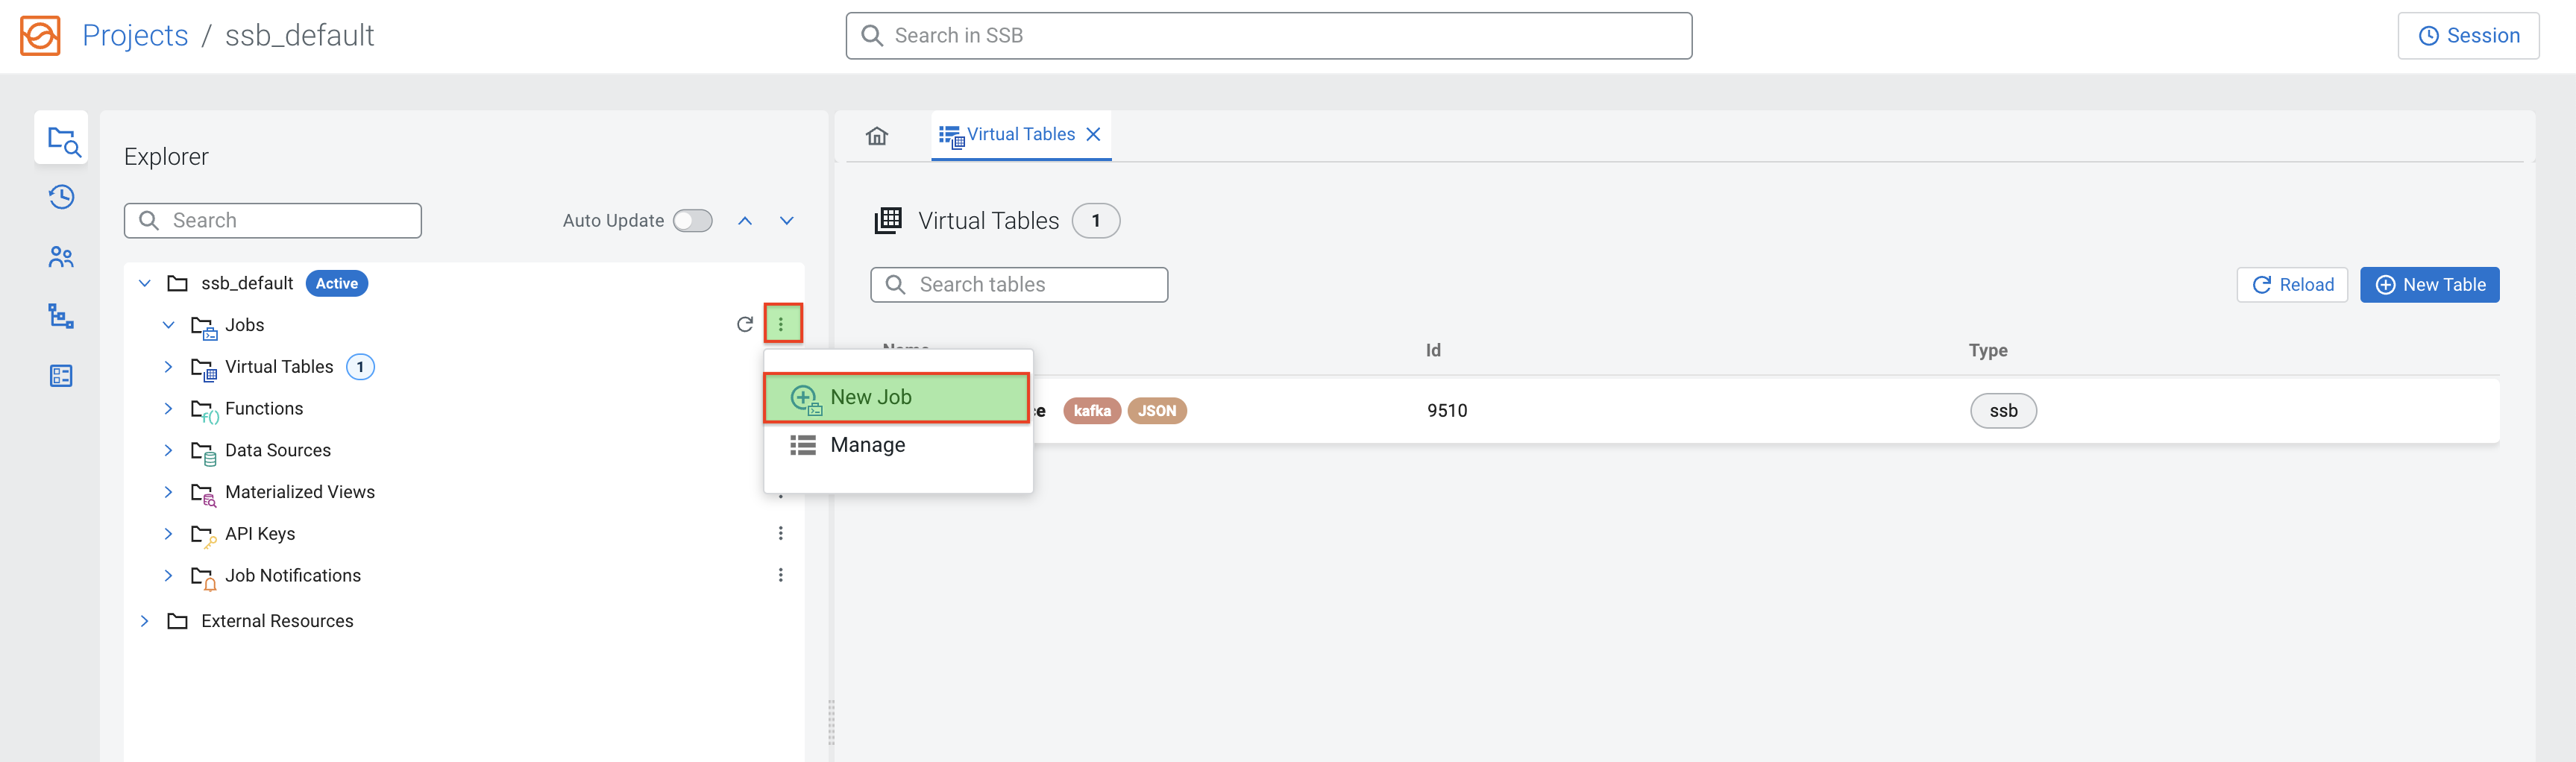 Projects / ssb_default
Search in SSB
Session
Explorer
Search
Auto Update
ssb_default Active
Jobs
Virtual Tables 1
Functions
Data Sources
Materialized Views
API Keys
Job Notifications
External Resources
New Job
Manage
Virtual Tables
Virtual Tables 1
Search tables
Reload
New Table
Name Id Type
kafka JSON 9510 ssb